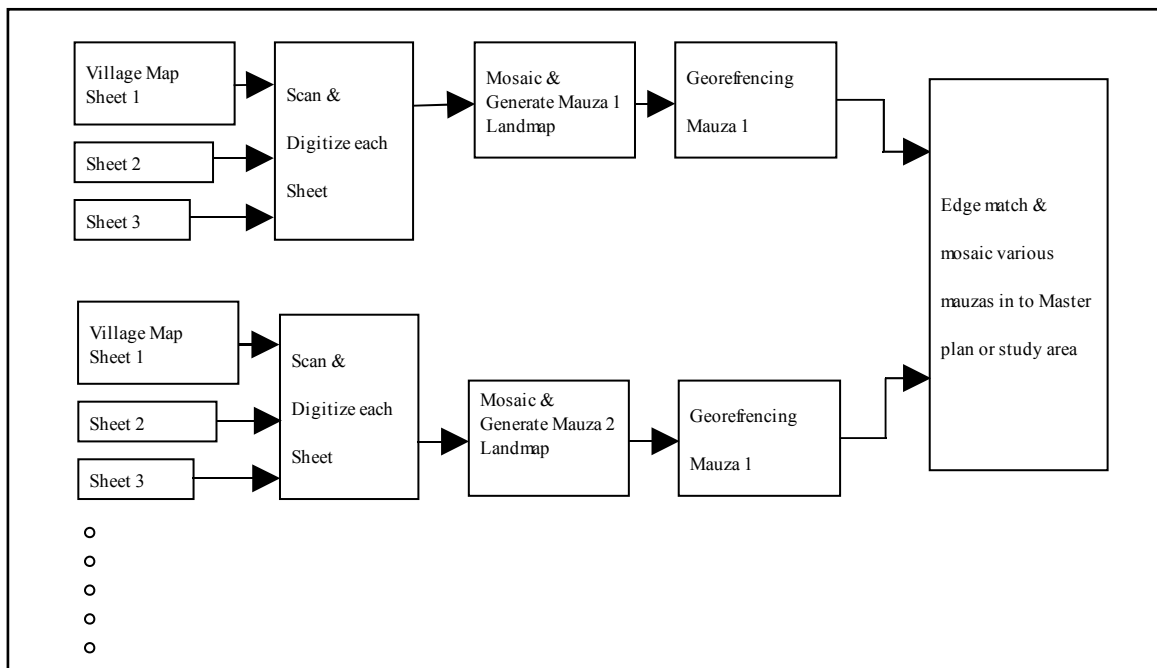 Village Map
Sheet 1
Sheet 2
Sheet 3
Scan &
Digitize each
Sheet
Mosaic &
Generate Mauza 1
Landmap
Georefrencing
Mauza 1
Village Map
Sheet 1
Sheet 2
Sheet 3
Scan &
Digitize each
Sheet
Mosaic &
Generate Mauza 2
Landmap
Georefrencing
Mauza 1
Edge match &
mosaic various
mauzas in to Master
plan or study area